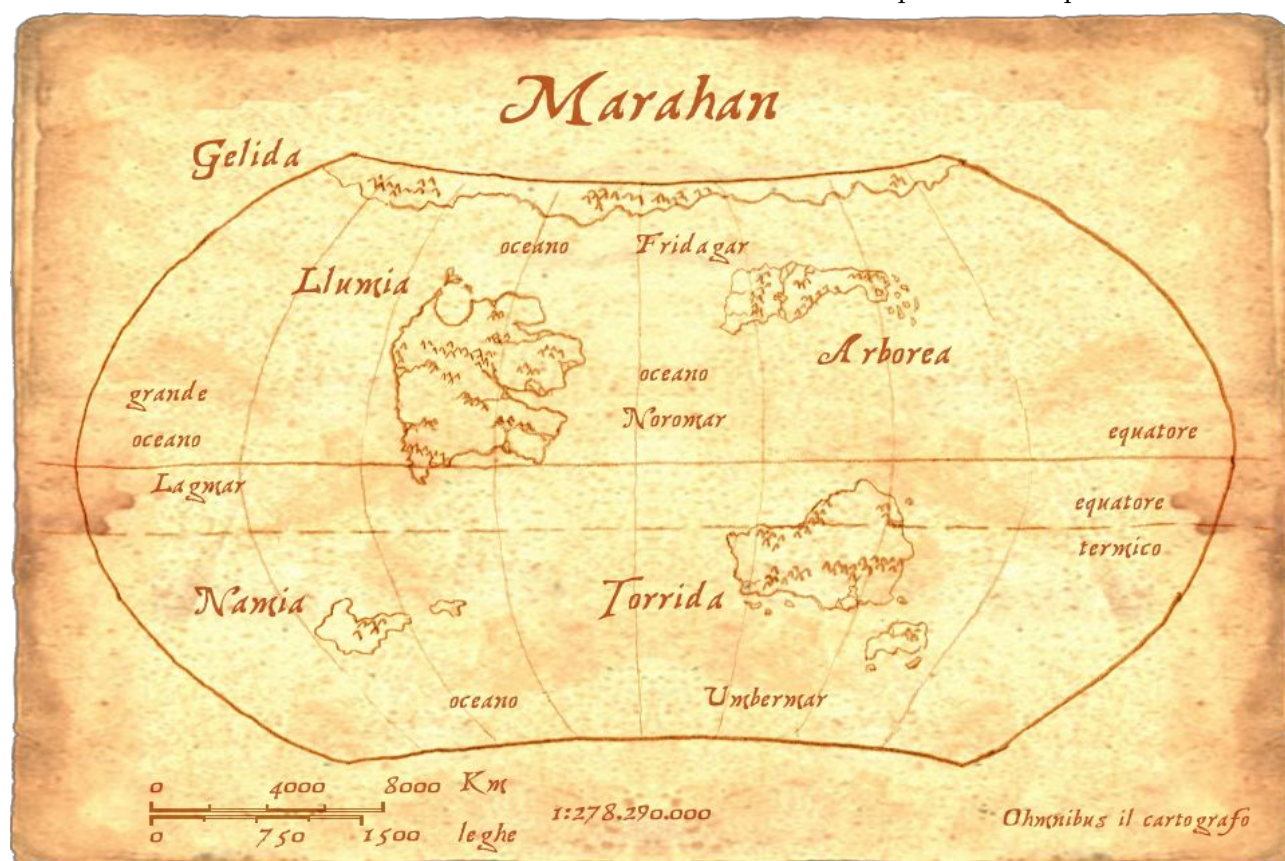 Marahan
Gelida
oceano Fridagar
Llumia
Arborea
oceano
Noromar
grande
oceano
Lagmar
equatore
equatore
termico
Namia
Torrida
oceano Umbermar
0 4000 8000 Km
0 750 1500 leghe
1:278.290.000
Ohmnibus il cartografo